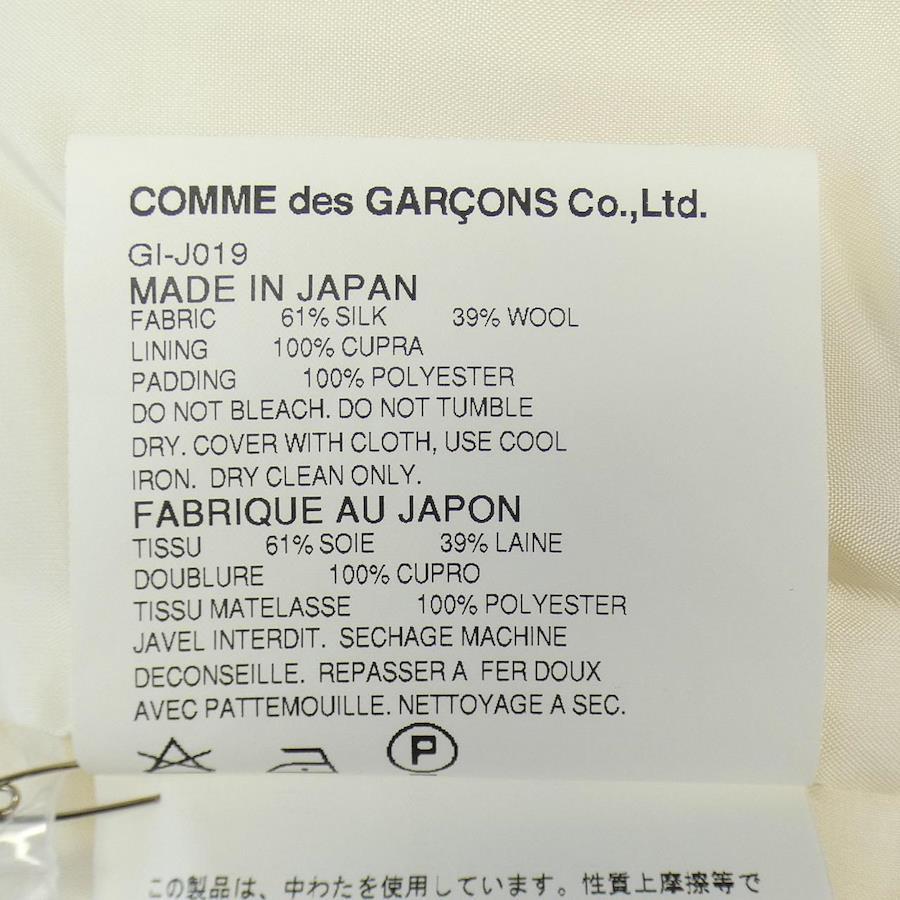 COMME des GARÇONS Co.,Ltd.
GI-J019
MADE IN JAPAN
FABRIC 61% SILK 39% WOOL
LINING 100% CUPRA
PADDING 100% POLYESTER
DO NOT BLEACH. DO NOT TUMBLE
DRY. COVER WITH CLOTH, USE COOL
IRON. DRY CLEAN ONLY.
FABRIQUE AU JAPON
TISSU 61% SOIE 39% LAINE
DOUBLURE 100% CUPRO
TISSU MATELASSE 100% POLYESTER
JAVEL INTERDIT. SECHAGE MACHINE
DECONSEILLE. REPASSER A FER DOUX
AVEC PATTEMOUILLE. NETTOYAGE A SEC.
P
この製品は、中わたを使用しています。性質上摩擦等で